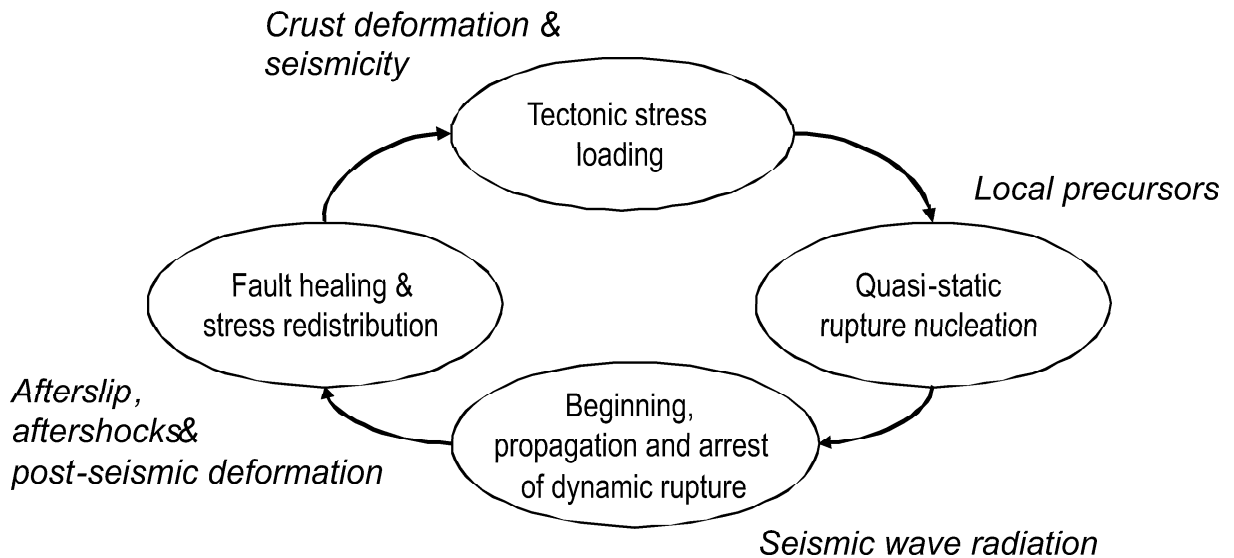 Crust deformation &
seismicity
Tectonic stress
loading
Local precursors
Fault healing &
stress redistribution
Quasi-static
rupture nucleation
Afterslip,
aftershocks&
post-seismic deformation
Beginning,
propagation and arrest
of dynamic rupture
Seismic wave radiation